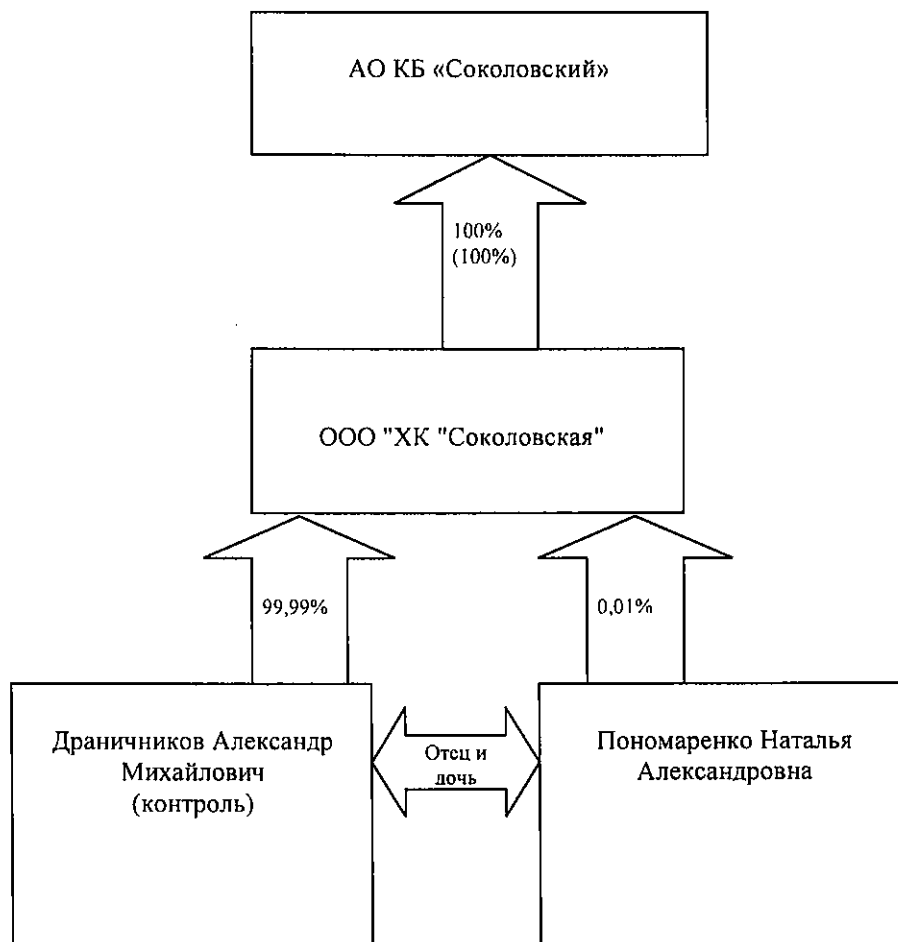 АО КБ «Соколовский»
100%
(100%)
ООО "ХК "Соколовская"
99,99%
0,01%
Драничников Александр
Михайлович
(контроль)
Отец и
дочь
Пономаренко Наталья
Александровна